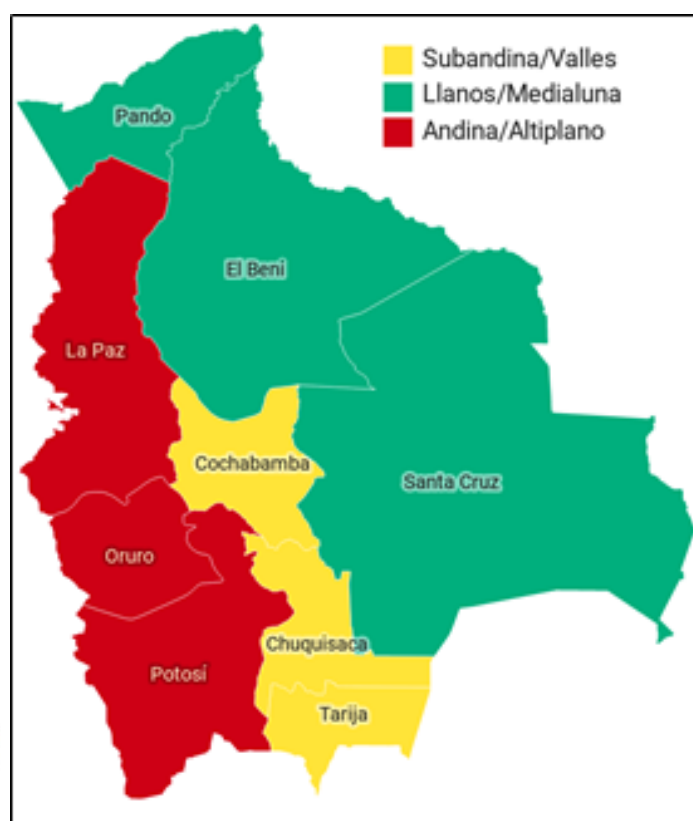 Subandina/Valles
Llanos/Medialuna
Andina/Altiplano
Pando
El Beni
La Paz
Cochabamba
Santa Cruz
Oruro
Chuquisaca
Potosí
Tarija